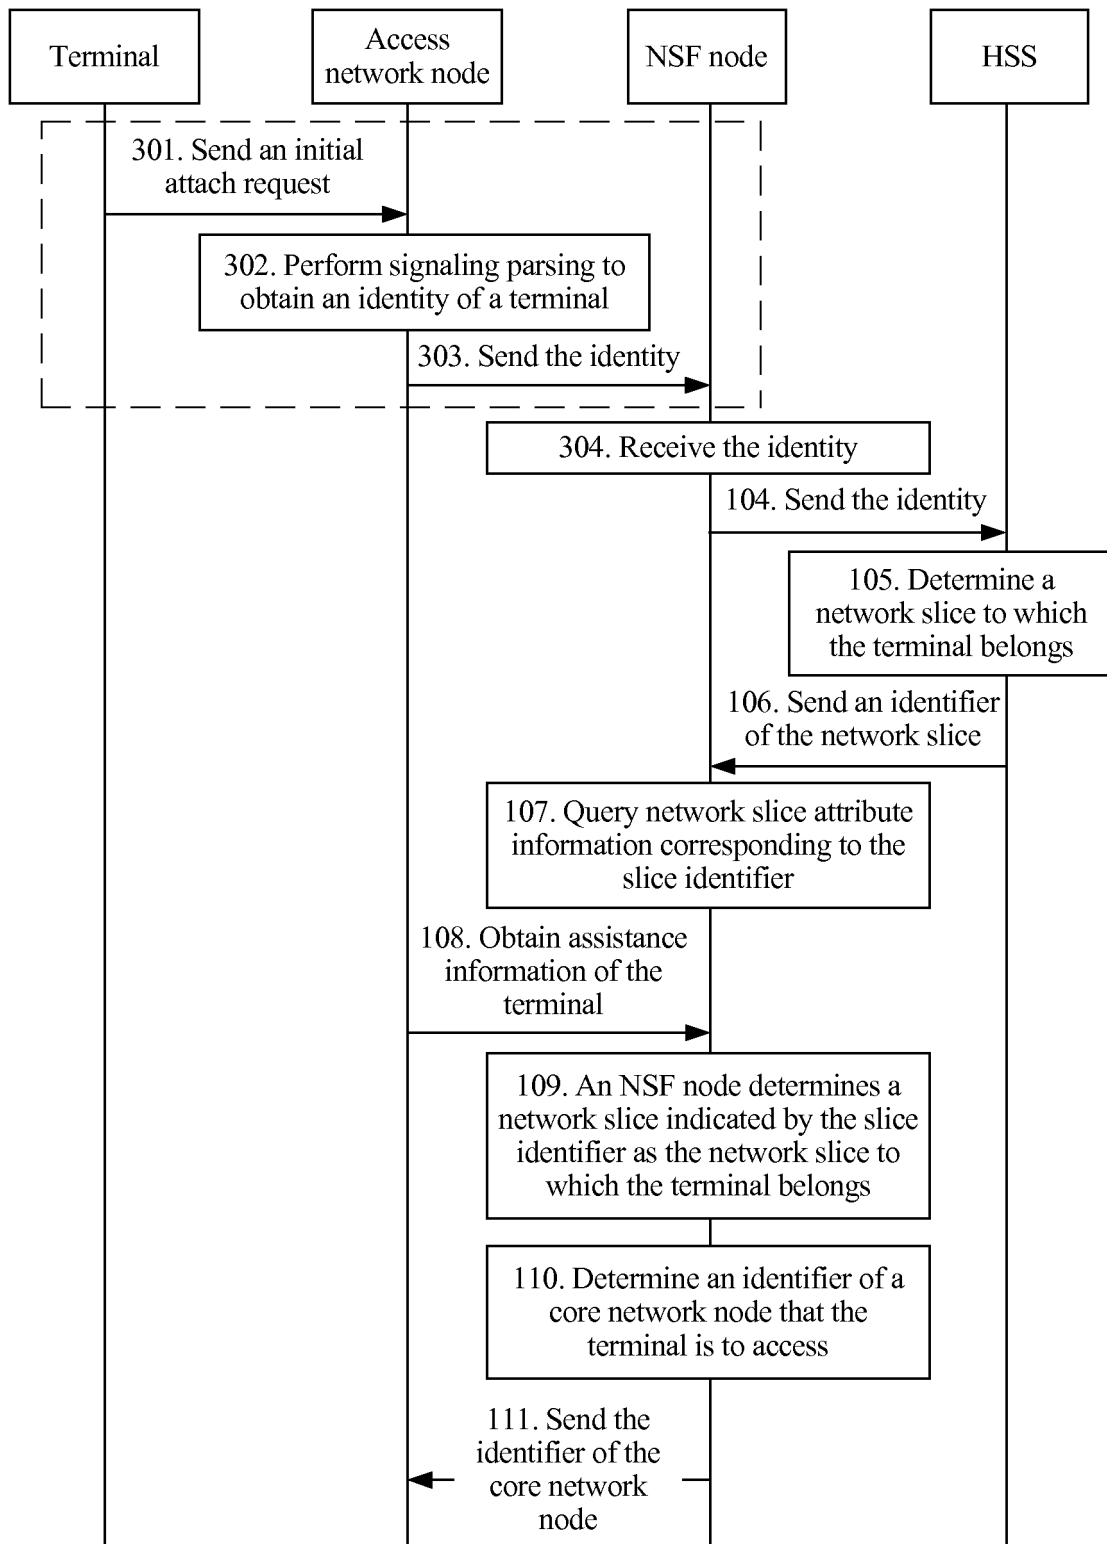 Terminal
Access
network node
NSF node
HSS
301. Send an initial
attach request
302. Perform signaling parsing to
obtain an identity of a terminal
303. Send the identity
304. Receive the identity
104. Send the identity
105. Determine a
network slice to which
the terminal belongs
106. Send an identifier
of the network slice
107. Query network slice attribute
information corresponding to the
slice identifier
108. Obtain assistance
information of the
terminal
109. An NSF node determines a
network slice indicated by the slice
identifier as the network slice to
which the terminal belongs
110. Determine an identifier of a
core network node that the
terminal is to access
111. Send the
identifier of the
core network
node